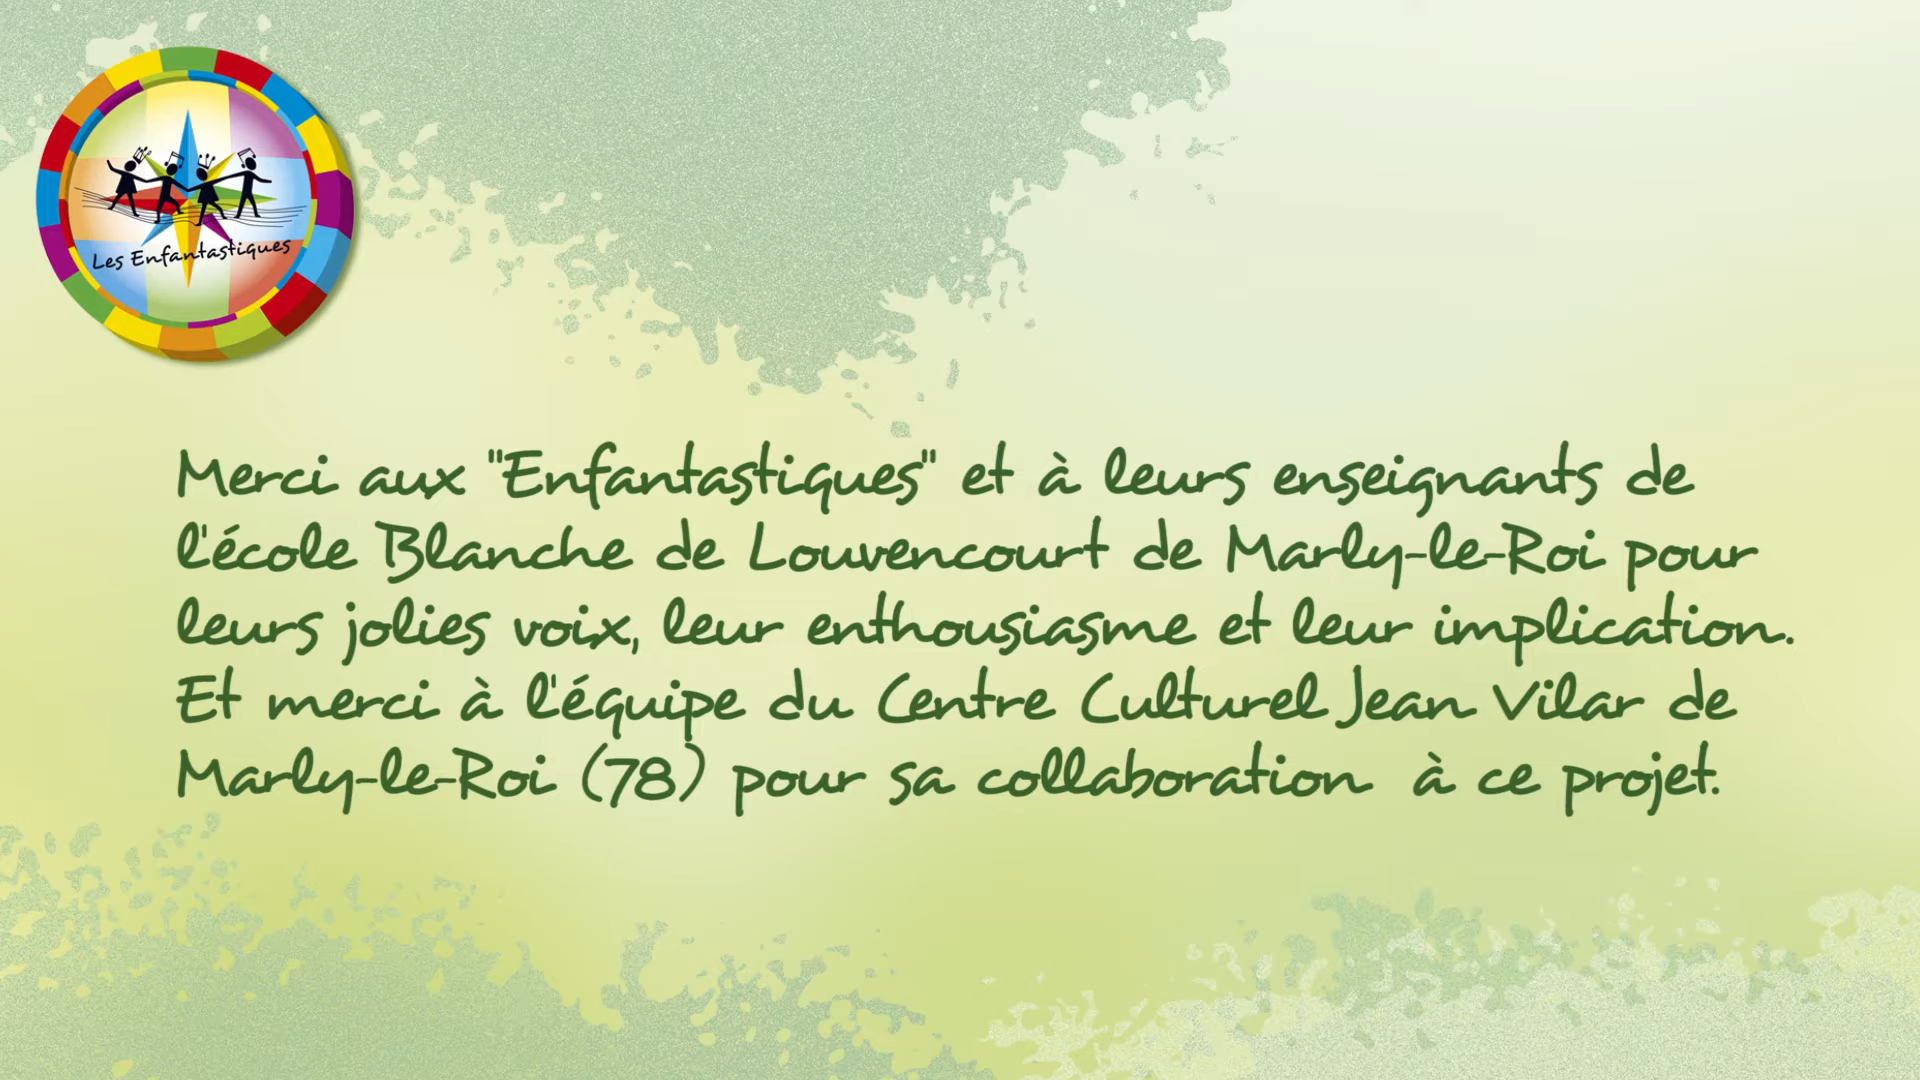 Les Enfantastiques
Merci aux "Enfantastiques" et à leurs enseignants de
l'école Blanche de Louvencourt de Marly-le-Roi pour
leurs jolies voix, leur enthousiasme et leur implication.
Et merci à l'équipe du Centre Culturel Jean Vilar de
Marly-le-Roi (78) pour sa collaboration à ce projet.